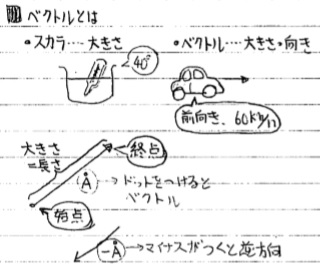 1 ベクトルとは
・スカラ…大きさ ・ベクトル…大きさ・向き
40°
前向き、60km/h
大きさ
=長さ
終点
Ȧ→ドットをつけると
ベクトル
始点
-Ȧ→マイナスがつくと逆方向